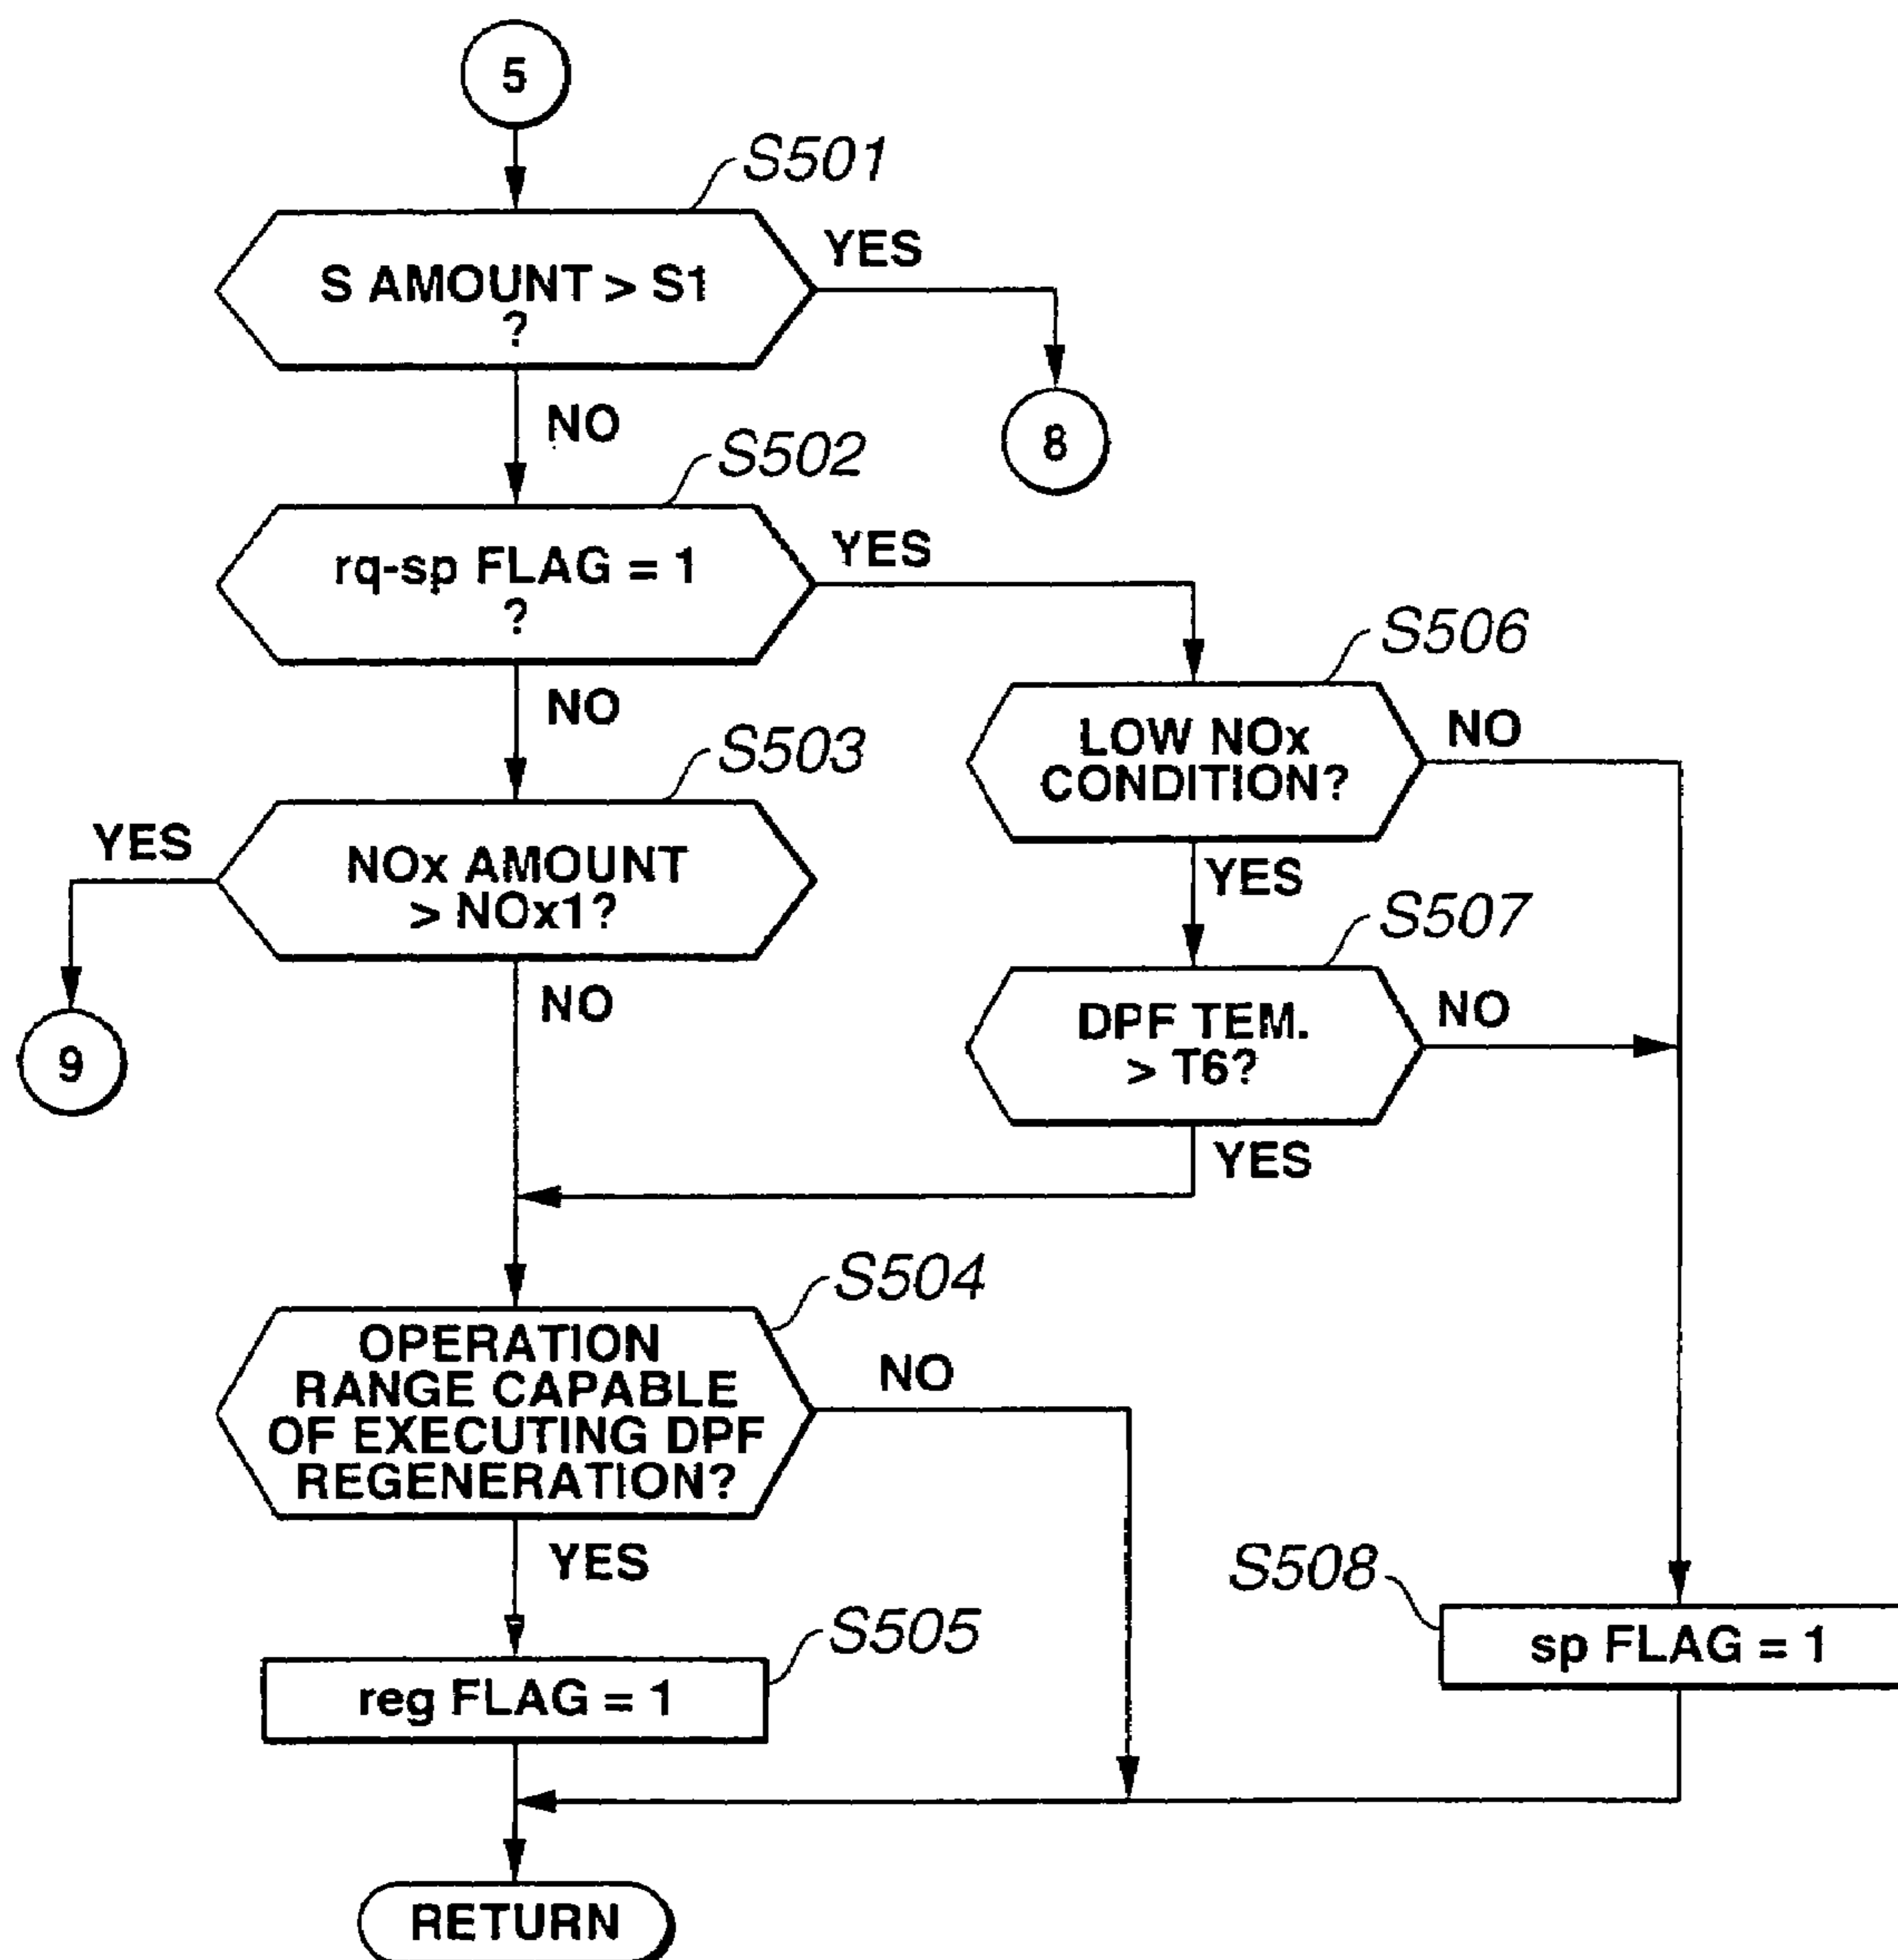 5
S501
S AMOUNT > S1
?
YES
NO
8
S502
rq-sp FLAG = 1
?
YES
NO
S506
LOW NOx
CONDITION?
NO
YES
S503
NOx AMOUNT
> NOx1?
YES
NO
9
S507
DPF TEM.
> T6?
NO
YES
S504
OPERATION
RANGE CAPABLE
OF EXECUTING DPF
REGENERATION?
NO
YES
S508
sp FLAG = 1
S505
reg FLAG = 1
RETURN